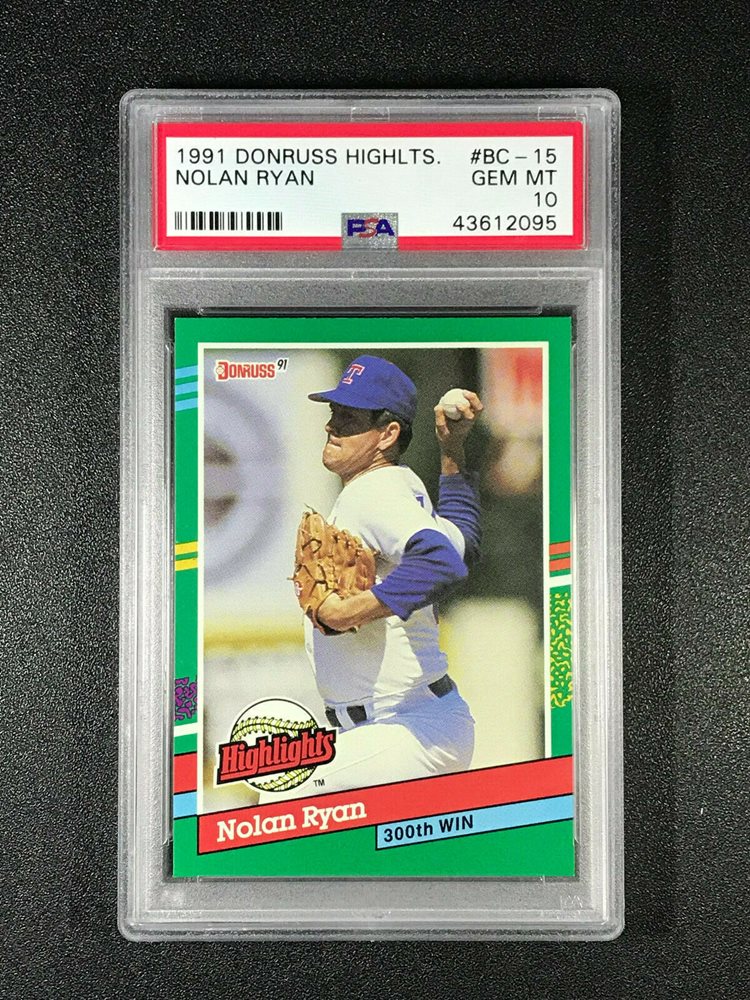 1991 DONRUSS HIGHLTS. #BC-15
NOLAN RYAN GEM MT
10
PSA 43612095
DONRUSS 91
T
Highlights
TM
Nolan Ryan
300th WIN